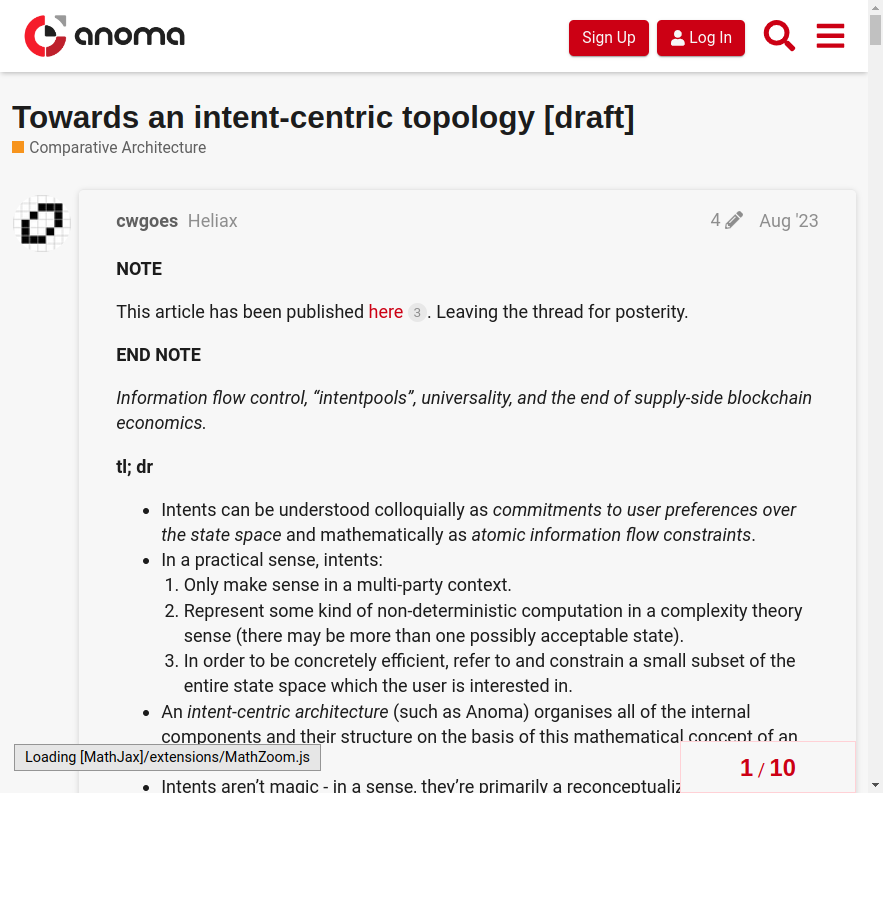 anoma
Sign Up
Log In
Towards an intent-centric topology [draft]
Comparative Architecture
cwgoes Heliax
4
Aug '23
NOTE
This article has been published here 3 . Leaving the thread for posterity.
END NOTE
Information flow control, “intentpools”, universality, and the end of supply-side blockchain
economics.
tl; dr
• Intents can be understood colloquially as commitments to user preferences over
the state space and mathematically as atomic information flow constraints.
• In a practical sense, intents:
1. Only make sense in a multi-party context.
2. Represent some kind of non-deterministic computation in a complexity theory
sense (there may be more than one possibly acceptable state).
3. In order to be concretely efficient, refer to and constrain a small subset of the
entire state space which the user is interested in.
• An intent-centric architecture (such as Anoma) organises all of the internal
components and their structure on the basis of this mathematical concept of an
Loading [MathJax]/extensions/MathZoom.js
1 / 10
• Intents aren’t magic - in a sense, they’re primarily a